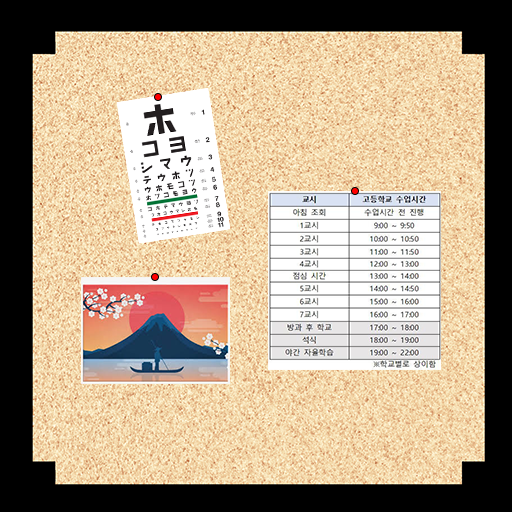 ホ 1
コ ヨ 2
シ マ ウ 3
テ ウ ホ ツ 4
ウ ホ モ コ ツ 5
ホ ツ コ モ ヨ 6
7
8
9
10
11
교시 고등학교 수업시간
아침 조회 수업시간 전 진행
1교시 9:00 ~ 9:50
2교시 10:00 ~ 10:50
3교시 11:00 ~ 11:50
4교시 12:00 ~ 13:00
점심 시간 13:00 ~ 14:00
5교시 14:00 ~ 14:50
6교시 15:00 ~ 16:00
7교시 16:00 ~ 17:00
방과 후 학교 17:00 ~ 18:00
석식 18:00 ~ 19:00
야간 자율학습 19:00 ~ 22:00
※학교별로 상이함